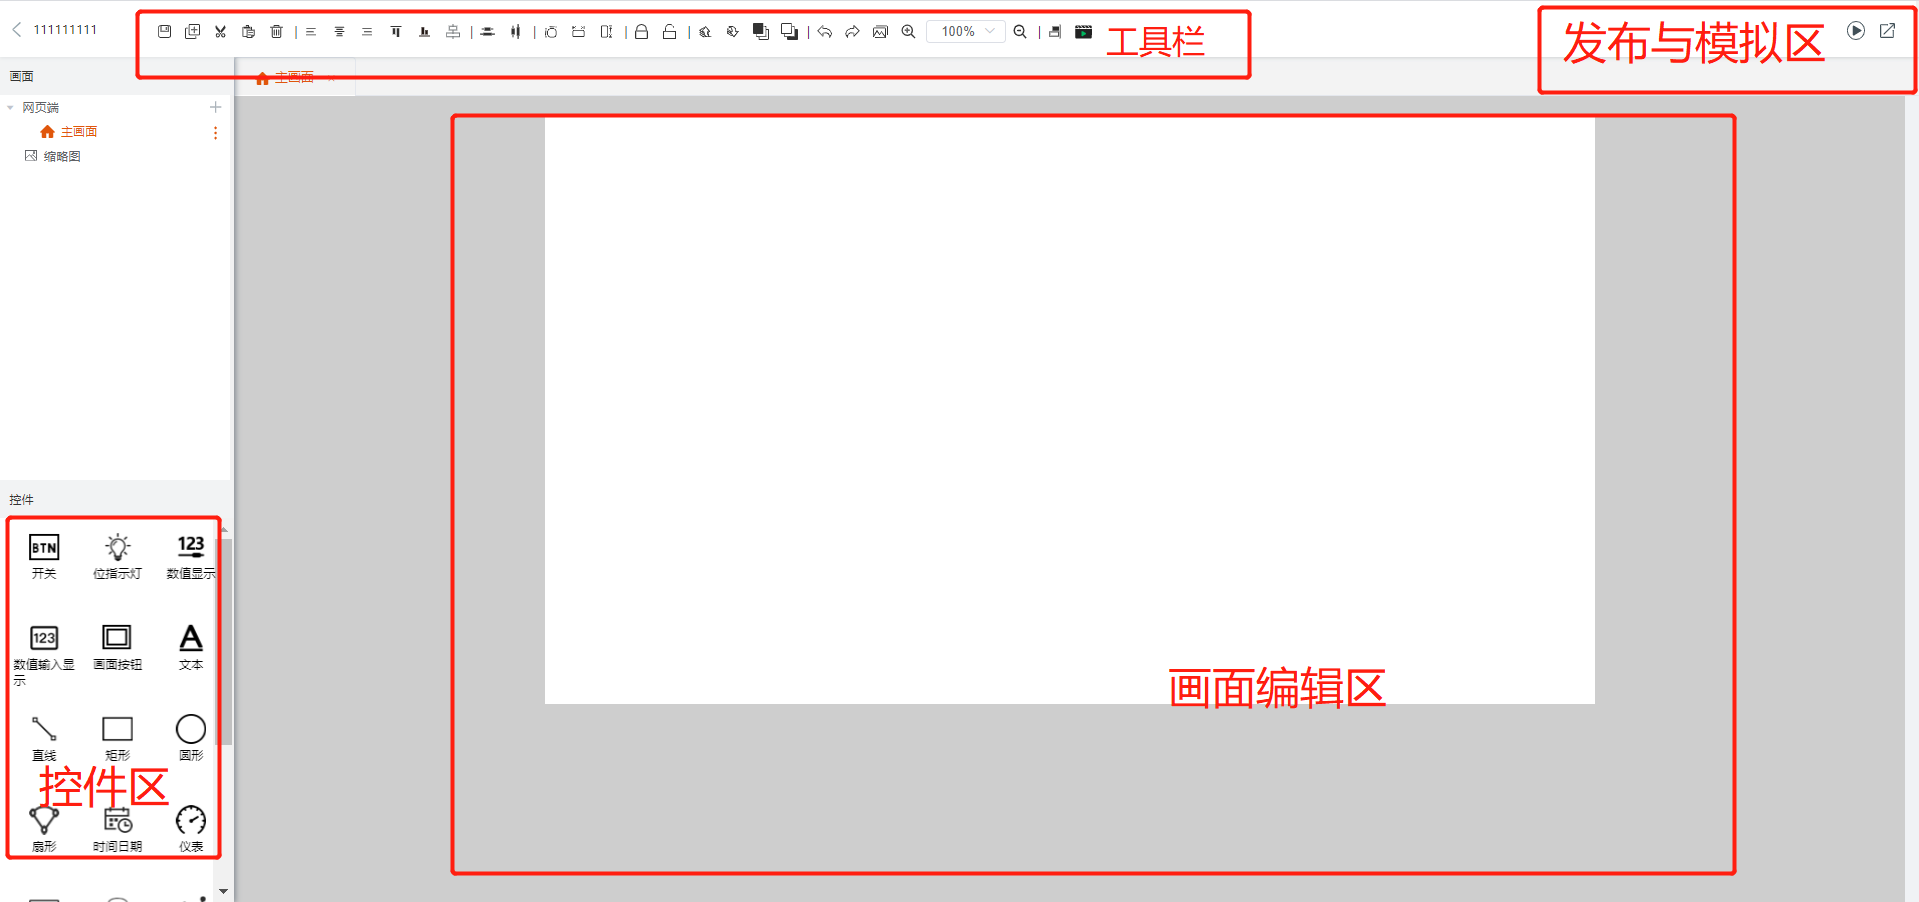 111111111
100%
工具栏
发布与模拟区
画面
主画面
网页端
主画面
缩略图
画面编辑区
控件
BTN
开关
位指示灯
123
数值显示
123
数值输入显
示
画面按钮
A
文本
直线
矩形
圆形
控件区
扇形
时间日期
仪表